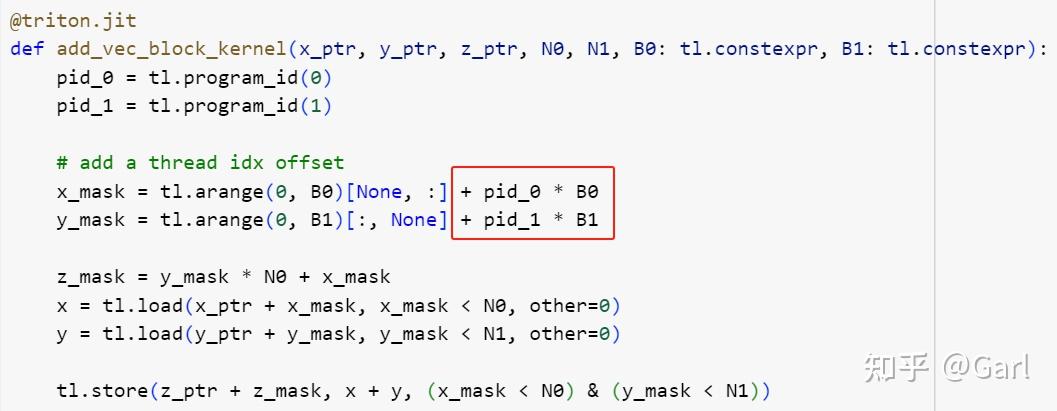 @triton.jit
def add_vec_block_kernel(x_ptr, y_ptr, z_ptr, N0, N1, B0: tl.constexpr, B1: tl.constexpr):
    pid_0 = tl.program_id(0)
    pid_1 = tl.program_id(1)

    # add a thread idx offset
    x_mask = tl.arange(0, B0)[None, :] + pid_0 * B0
    y_mask = tl.arange(0, B1)[:, None] + pid_1 * B1

    z_mask = y_mask * N0 + x_mask
    x = tl.load(x_ptr + x_mask, x_mask < N0, other=0)
    y = tl.load(y_ptr + y_mask, y_mask < N1, other=0)

    tl.store(z_ptr + z_mask, x + y, (x_mask < N0) & (y_mask < N1))
知乎 @Garl